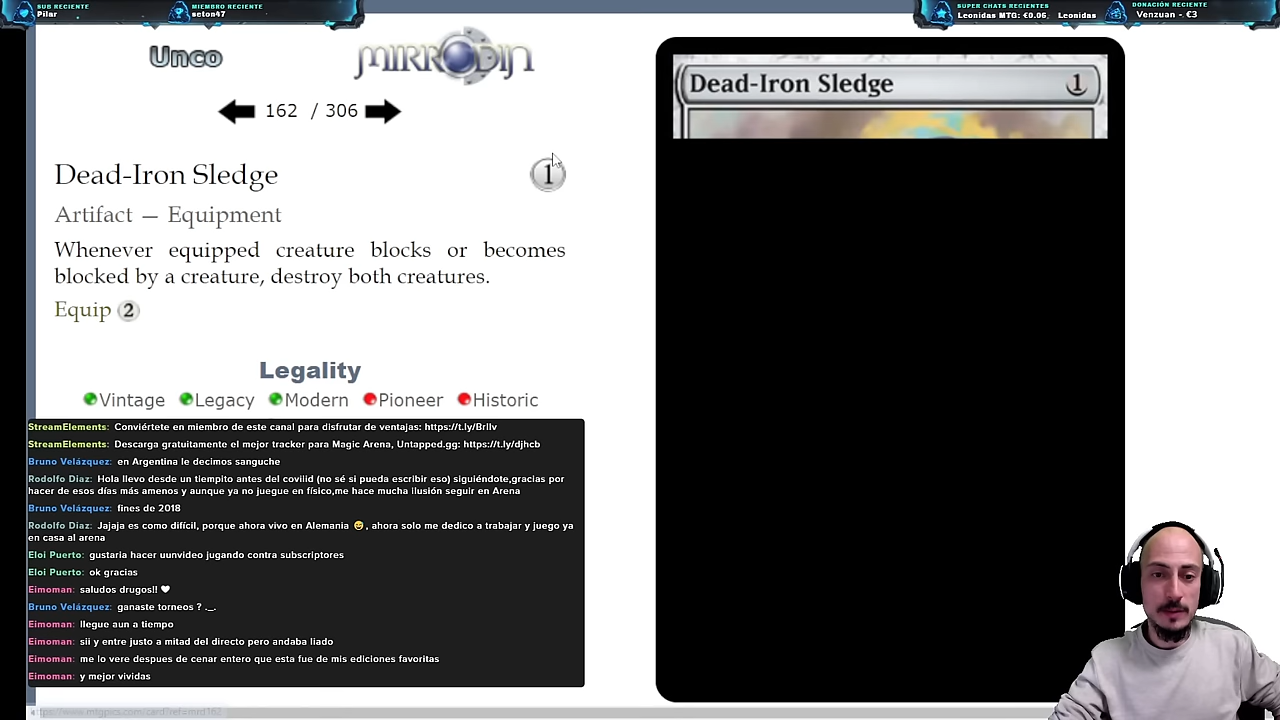 SUB RECIENTE
Pilar
MIEMBRO RECIENTE
seton47
SUPER CHATS RECIENTES
Leonidas MTG: €0.06, Leonidas
DONACIÓN RECIENTE
Venzuan - €3
Unco
MIRRODIN
162 / 306
Dead-Iron Sledge 1
Artifact — Equipment
Whenever equipped creature blocks or becomes
blocked by a creature, destroy both creatures.
Equip 2
Legality
Vintage Legacy Modern Pioneer Historic
StreamElements: Conviértete en miembro de este canal para disfrutar de ventajas: https://t.ly/BrIlv
StreamElements: Descarga gratuitamente el mejor tracker para Magic Arena, Untapped.gg: https://t.ly/djhcb
Bruno Velázquez: en Argentina le decimos sanguche
Rodolfo Diaz: Hola llevo desde un tiempito antes del coviIid (no sé si pueda escribir eso) siguiéndote,gracias por
hacer de esos días más amenos y aunque ya no juegue en físico,me hace mucha ilusión seguir en Arena
Bruno Velázquez: fines de 2018
Rodolfo Diaz: Jajaja es como difícil, porque ahora vivo en Alemania 😅, ahora solo me dedico a trabajar y juego ya
en casa al arena
Eloi Puerto: gustaria hacer uunvideo jugando contra subscriptores
Eloi Puerto: ok gracias
Eimoman: saludos drugos!! ♥
Bruno Velázquez: ganaste torneos ? ._.
Eimoman: llegue aun a tiempo
Eimoman: sii y entre justo a mitad del directo pero andaba liado
Eimoman: me lo vere despues de cenar entero que esta fue de mis ediciones favoritas
Eimoman: y mejor vividas
https://www.mtgpics.com/card?ref=mrd162
Dead-Iron Sledge 1